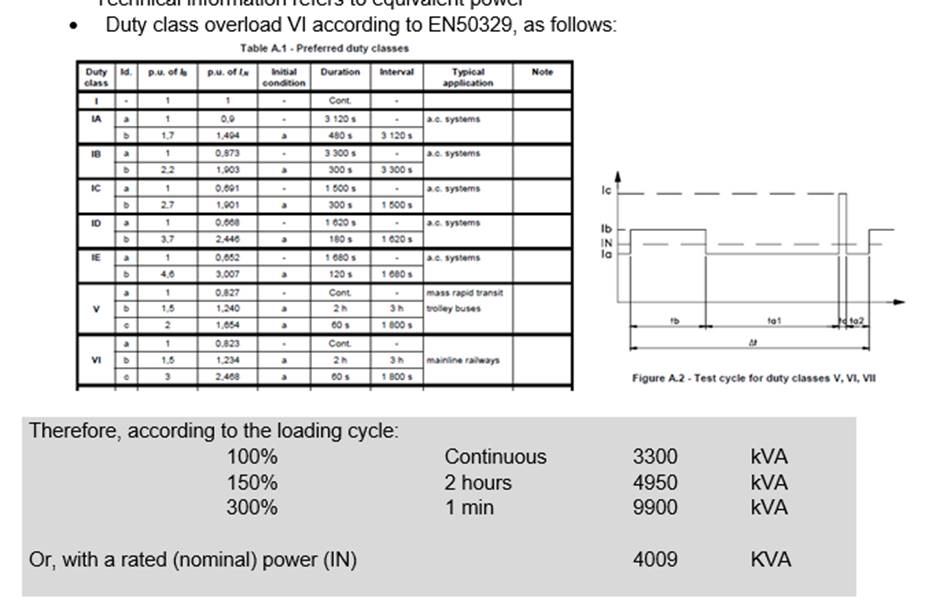 Technical information refers to equivalent power
• Duty class overload VI according to EN50329, as follows:
Table A.1 - Preferred duty classes
Duty class Id. p.u. of IB p.u. of IN Initial condition Duration Interval Typical application Note
I - 1 1 - Cont. -
IA a 1 0,9 - 3 120 s - a.c. systems
b 1,7 1,494 a 480 s 3 120 s
IB a 1 0,873 - 3 300 s - a.c. systems
b 2,2 1,903 a 300 s 3 300 s
IC a 1 0,691 - 1 500 s - a.c. systems
b 2,7 1,901 a 300 s 1 500 s
ID a 1 0,668 - 1 620 s - a.c. systems
b 3,7 2,446 a 180 s 1 620 s
IE a 1 0,652 - 1 680 s - a.c. systems
b 4,6 3,007 a 120 s 1 680 s
a 1 0,827 - Cont. - mass rapid transit
V b 1,5 1,240 a 2 h 3 h trolley buses
c 2 1,654 a 60 s 1 800 s
a 1 0,823 - Cont. -
VI b 1,5 1,234 a 2 h 3 h mainline railways
c 3 2,468 a 60 s 1 800 s
Ic
Ib
IN
Ia
tb ta1 tc ta2
Δt
Figure A.2 - Test cycle for duty classes V, VI, VII
Therefore, according to the loading cycle:
100% Continuous 3300 kVA
150% 2 hours 4950 kVA
300% 1 min 9900 kVA
Or, with a rated (nominal) power (IN) 4009 KVA